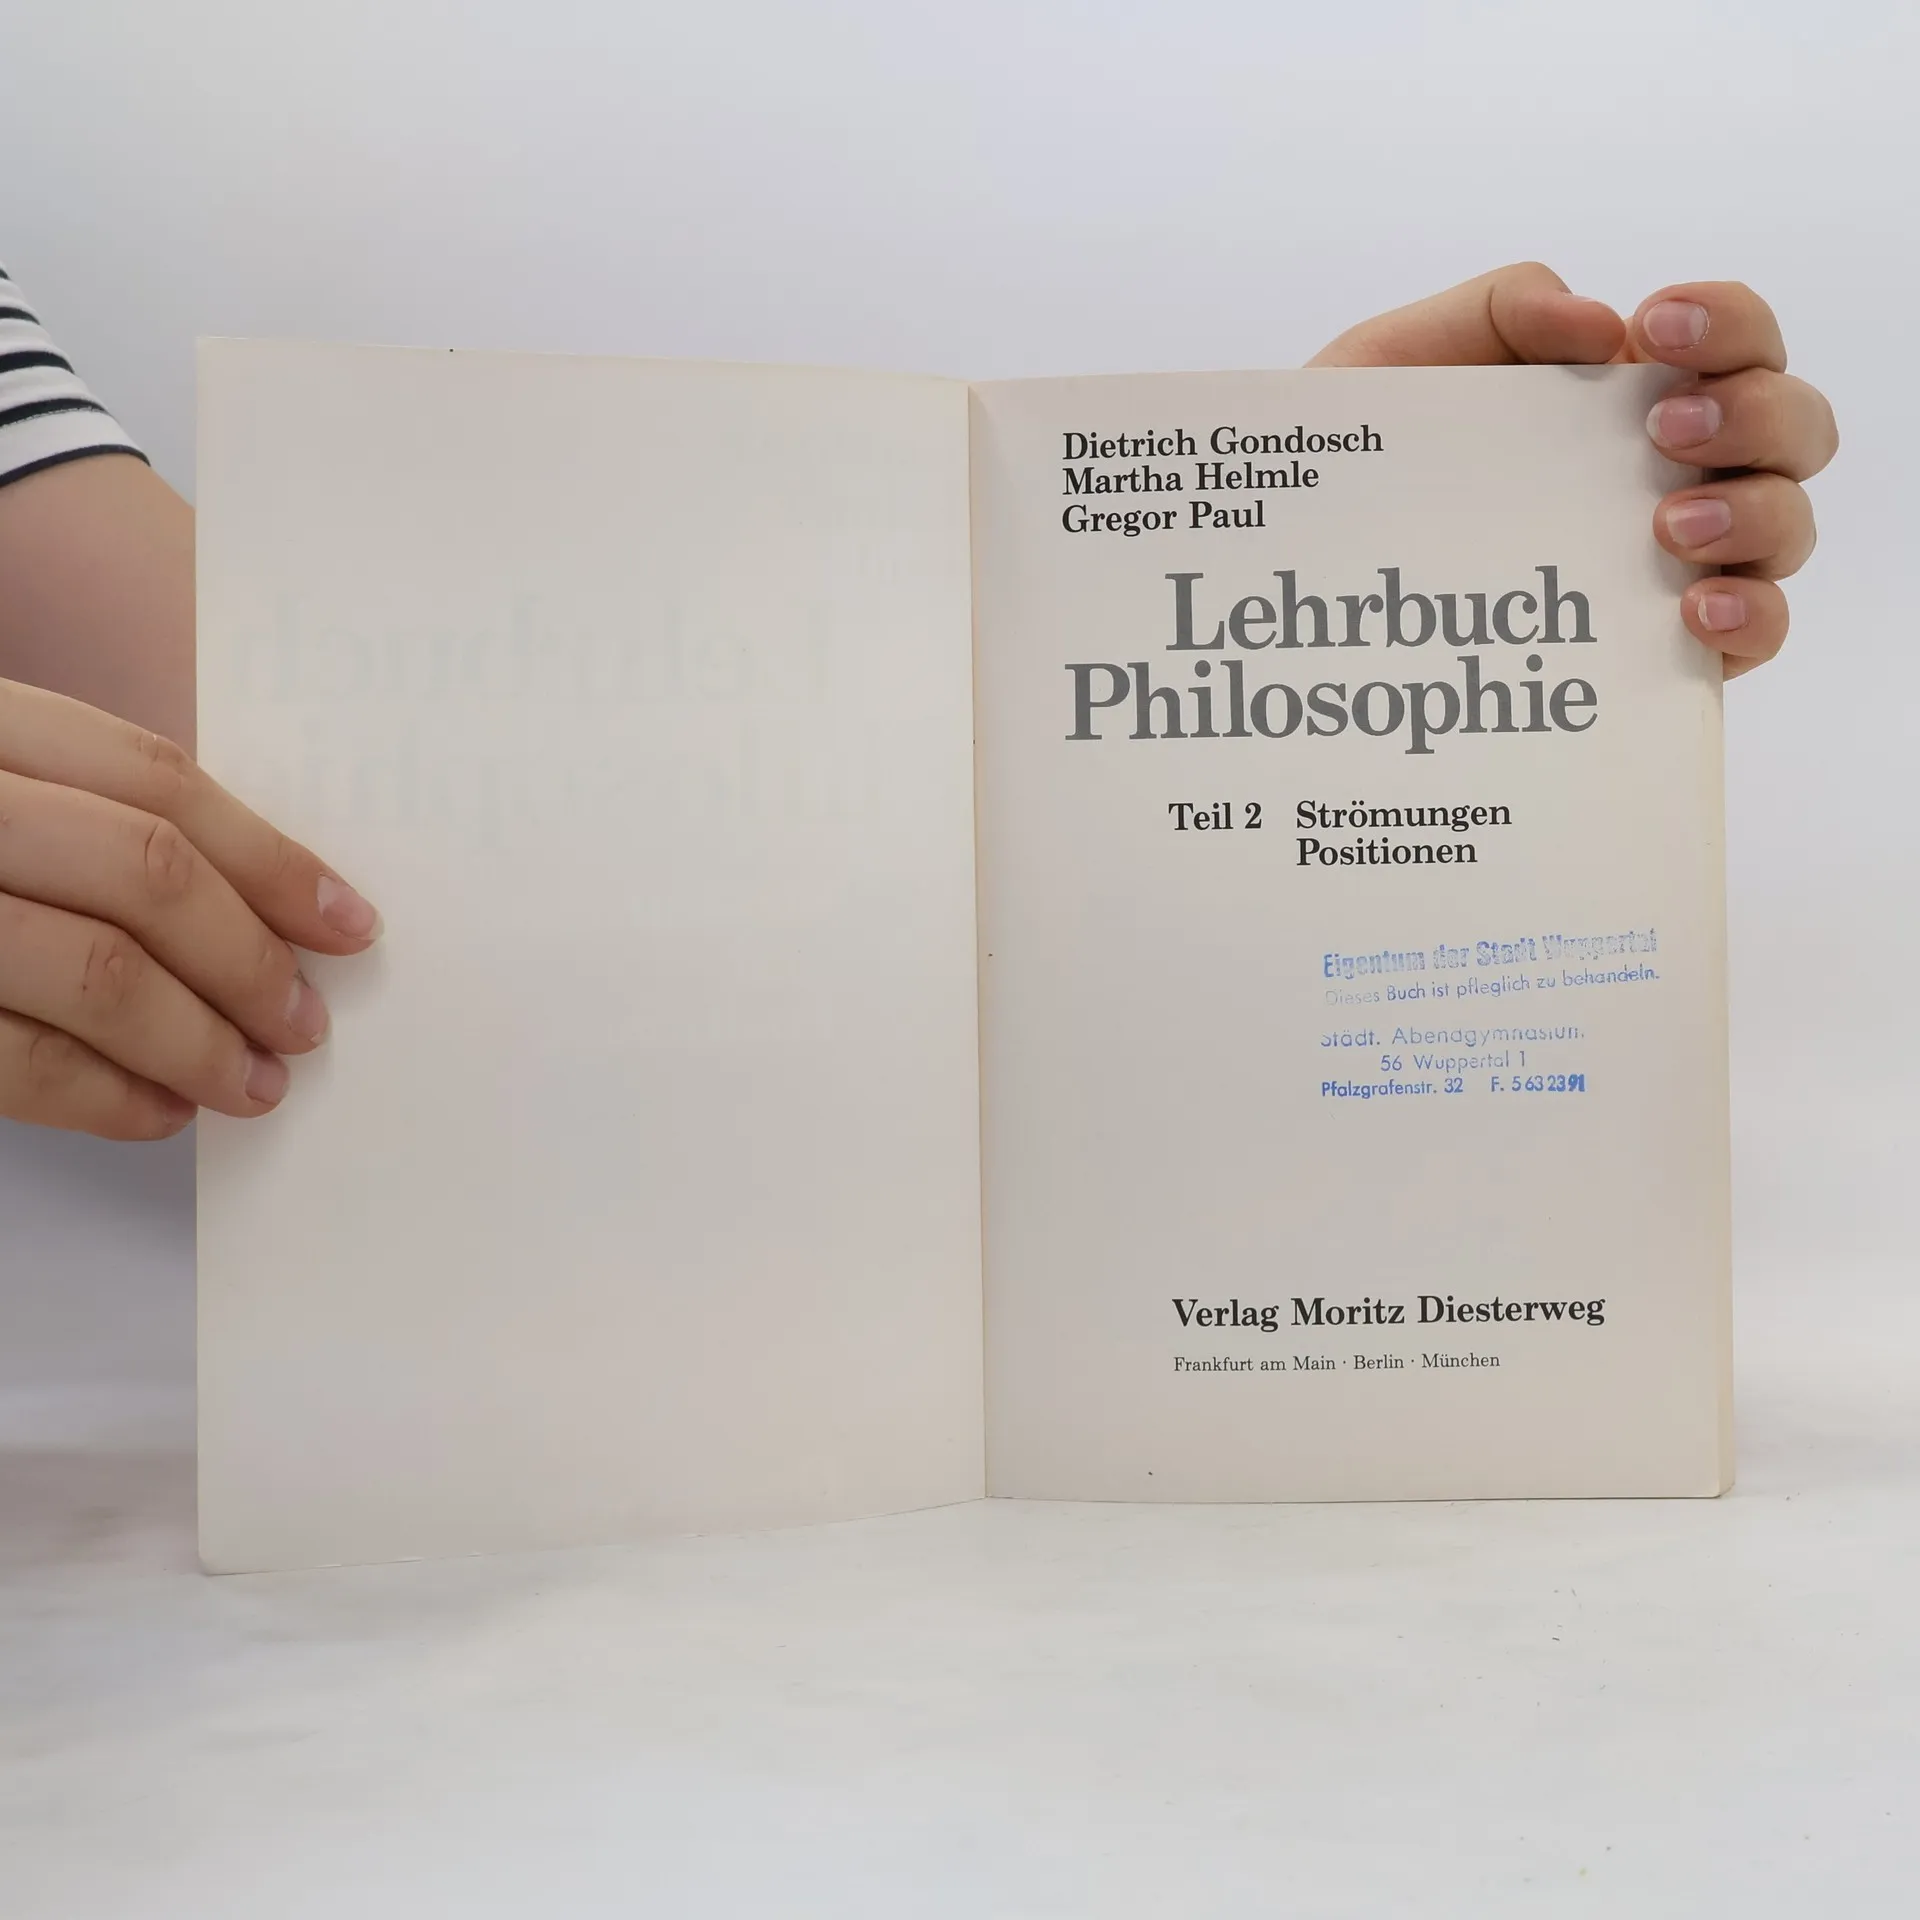 Dietrich Gondosch
Martha Helmle
Gregor Paul
Lehrbuch
Philosophie
Teil 2 Strömungen
Positionen
Eigentum der Stadt Wuppertal
Dieses Buch ist pfleglich zu behandeln.
Städt. Abendgymnasium
56 Wuppertal 1
Pfalzgrafenstr. 32 F. 5 63 23 91
Verlag Moritz Diesterweg
Frankfurt am Main · Berlin · München